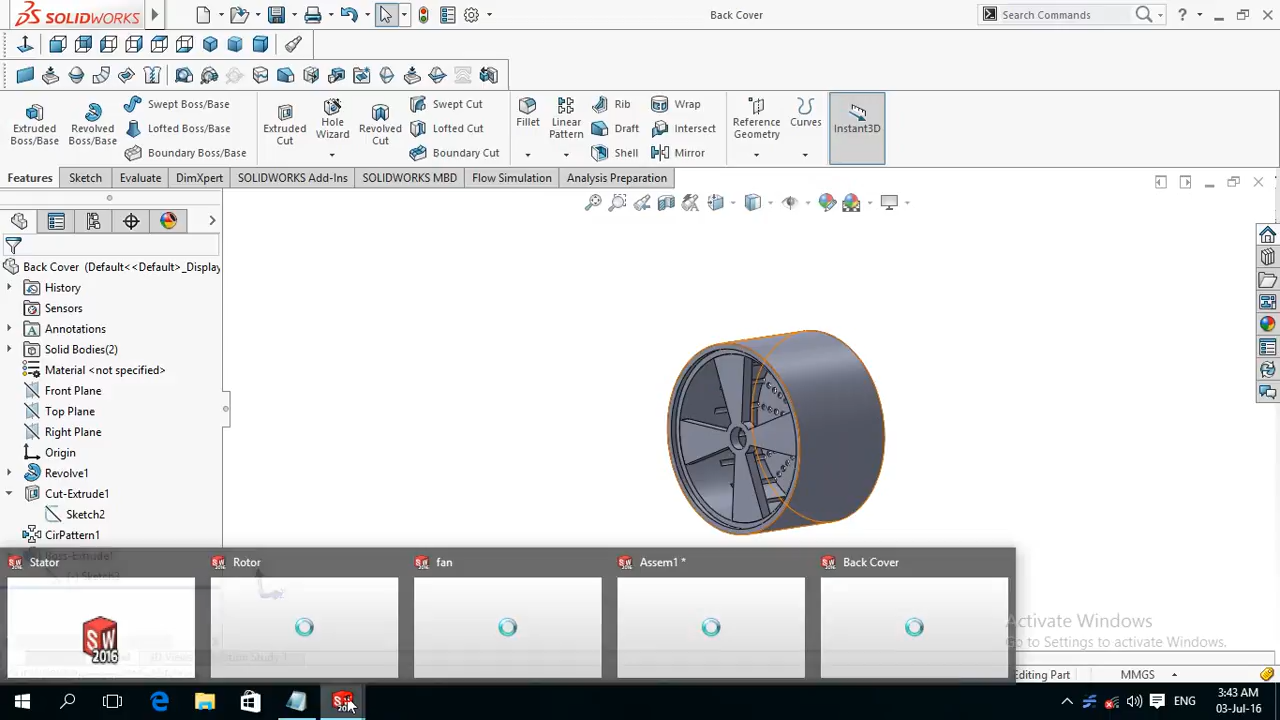 SOLIDWORKS
Back Cover
Search Commands
Extruded Boss/Base
Revolved Boss/Base
Swept Boss/Base
Lofted Boss/Base
Boundary Boss/Base
Extruded Cut
Hole Wizard
Revolved Cut
Swept Cut
Lofted Cut
Boundary Cut
Fillet
Linear Pattern
Rib
Draft
Shell
Wrap
Intersect
Mirror
Reference Geometry
Curves
Instant3D
Features
Sketch
Evaluate
DimXpert
SOLIDWORKS Add-Ins
SOLIDWORKS MBD
Flow Simulation
Analysis Preparation
Back Cover (Default<<Default>_Display
History
Sensors
Annotations
Solid Bodies(2)
Material <not specified>
Front Plane
Top Plane
Right Plane
Origin
Revolve1
Cut-Extrude1
Sketch2
CirPattern1
Boss-Extrude1
Stator
Rotor
fan
Assem1 *
Back Cover
SW
2016
Activate Windows
Go to Settings to activate Windows.
Editing Part
MMGS
ENG
3:43 AM
03-Jul-16